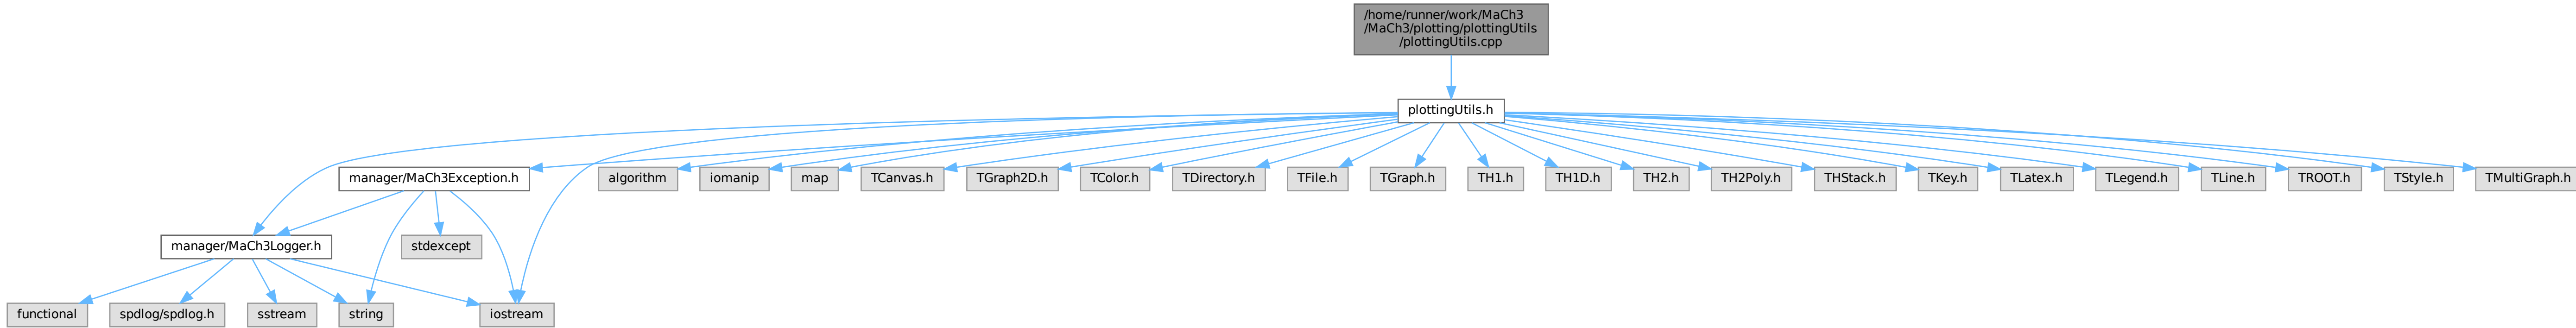 /home/runner/work/MaCh3
/MaCh3/plotting/plottingUtils
/plottingUtils.cpp
plottingUtils.h
manager/MaCh3Exception.h
algorithm
iomanip
map
TCanvas.h
TGraph2D.h
TColor.h
TDirectory.h
TFile.h
TGraph.h
TH1.h
TH1D.h
TH2.h
TH2Poly.h
THStack.h
TKey.h
TLatex.h
TLegend.h
TLine.h
TROOT.h
TStyle.h
TMultiGraph.h
manager/MaCh3Logger.h
stdexcept
functional
spdlog/spdlog.h
sstream
string
iostream